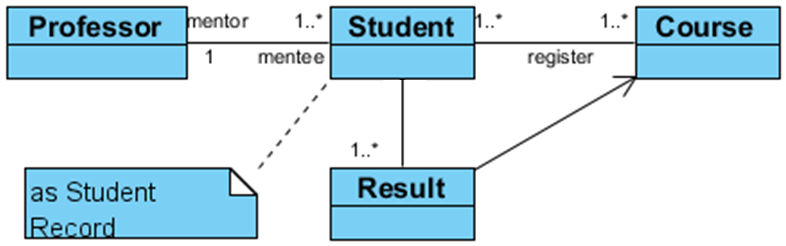 Professor
mentor
1..*
Student
1..*
1..*
Course
1
mentee
register
1..*
as Student
Record
Result